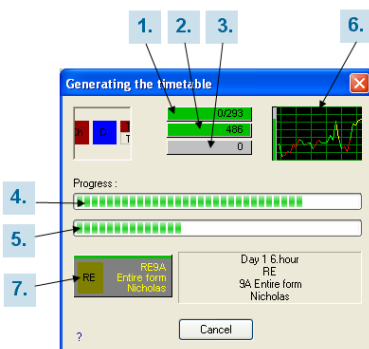 1. 2. 3. 6.
Generating the timetable
0/293
486
0
Progress :
4.
5.
7.
RE
RE9A
Entire form
Nicholas
Day 1 6.hour
RE
9A Entire form
Nicholas
?
Cancel